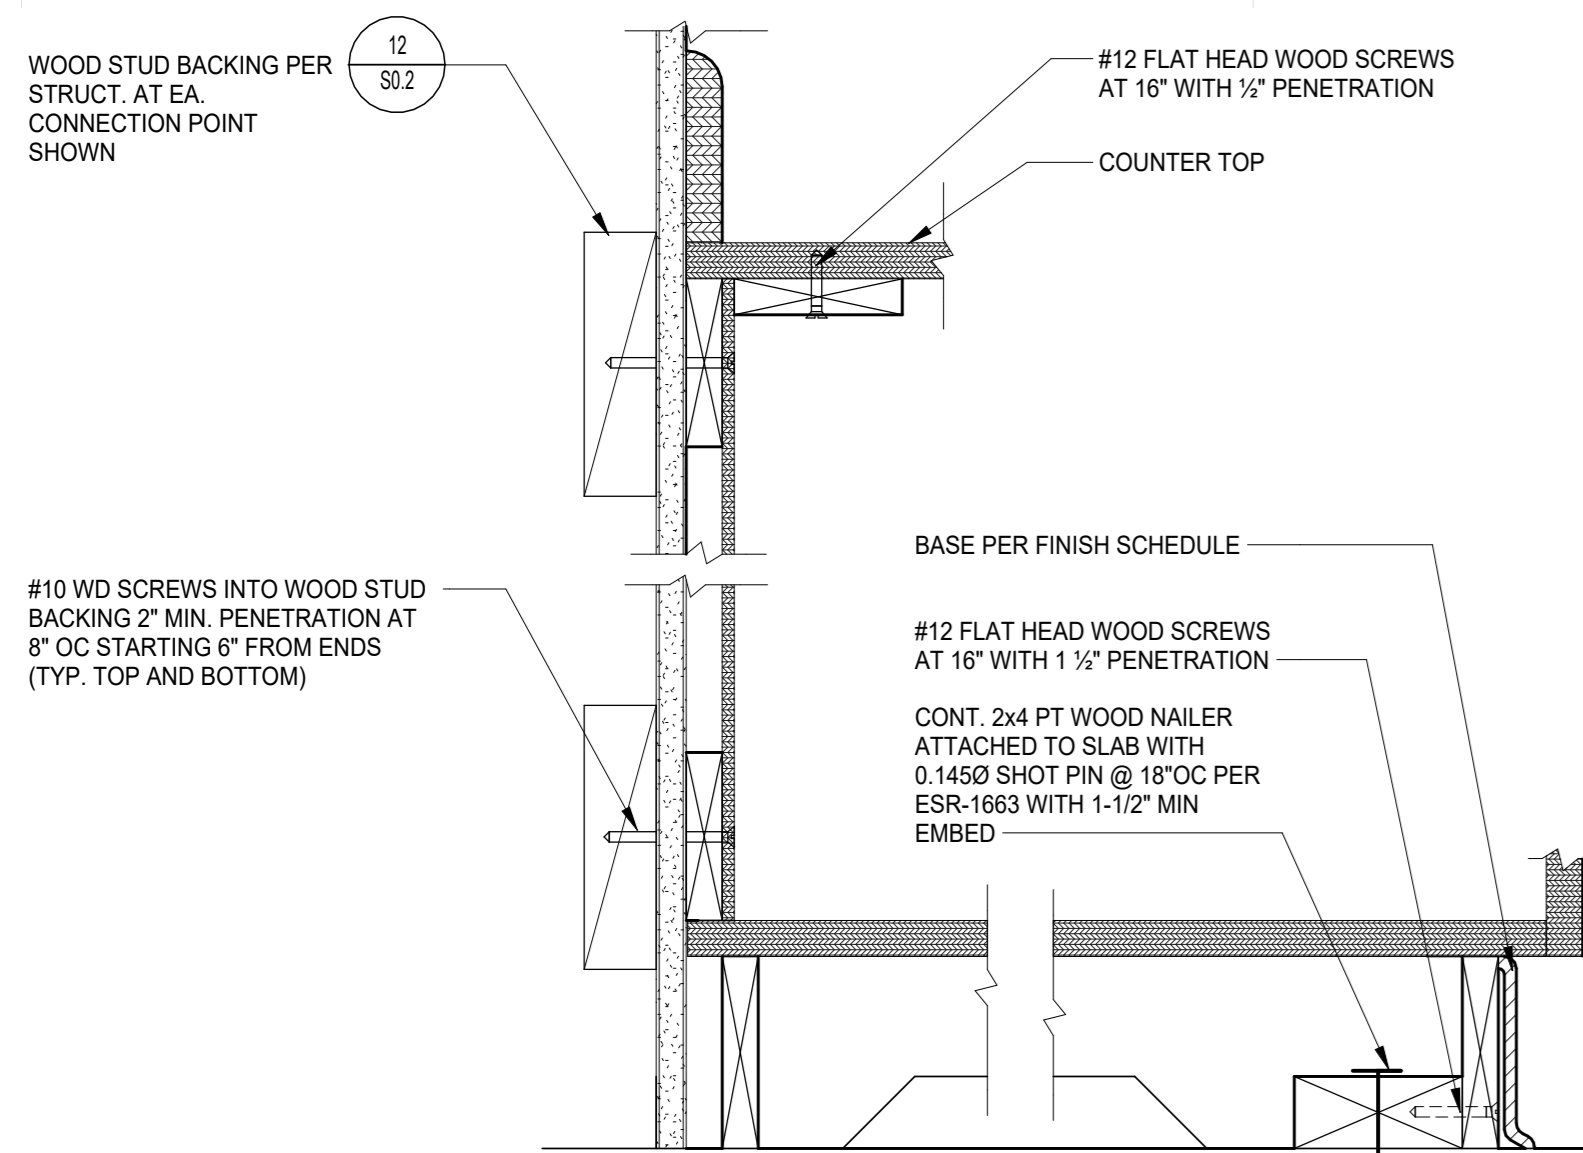 WOOD STUD BACKING PER
STRUCT. AT EA.
CONNECTION POINT
SHOWN
12
S0.2
#12 FLAT HEAD WOOD SCREWS
AT 16" WITH ½" PENETRATION
COUNTER TOP
#10 WD SCREWS INTO WOOD STUD
BACKING 2" MIN. PENETRATION AT
8" OC STARTING 6" FROM ENDS
(TYP. TOP AND BOTTOM)
BASE PER FINISH SCHEDULE
#12 FLAT HEAD WOOD SCREWS
AT 16" WITH 1 ½" PENETRATION
CONT. 2x4 PT WOOD NAILER
ATTACHED TO SLAB WITH
0.145Ø SHOT PIN @ 18"OC PER
ESR-1663 WITH 1-1/2" MIN
EMBED